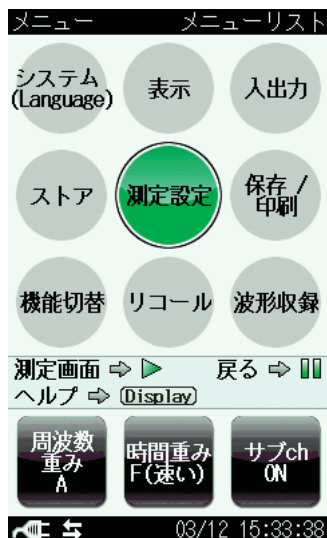 メニュー メニューリスト
システム
(Language)
表示
入出力
ストア
測定設定
保存/
印刷
機能切替
リコール
波形収録
測定画面 ⇨ ▷ 戻る ⇨ ▯▯
ヘルプ ⇨ (Display)
周波数
重み
A
時間重み
F(速い)
サブch
ON
03/12 15:33:38